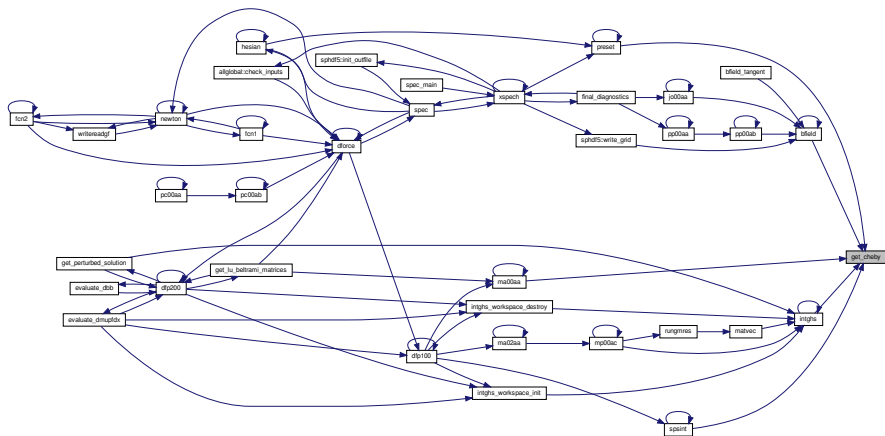 hesian
preset
sphdf5::init_outfile
allglobal::check_inputs
bfield_tangent
spec_main
xspech
final_diagnostics
jo00aa
spec
fcn2
newton
writereadgf
fcn1
pp00aa
pp00ab
bfield
dforce
sphdf5::write_grid
pc00aa
pc00ab
get_cheby
get_perturbed_solution
get_lu_beltrami_matrices
evaluate_dbb
dfp200
ma00aa
intghs_workspace_destroy
evaluate_dmupfdx
intghs
rungmres
matvec
ma02aa
mp00ac
dfp100
intghs_workspace_init
spsint